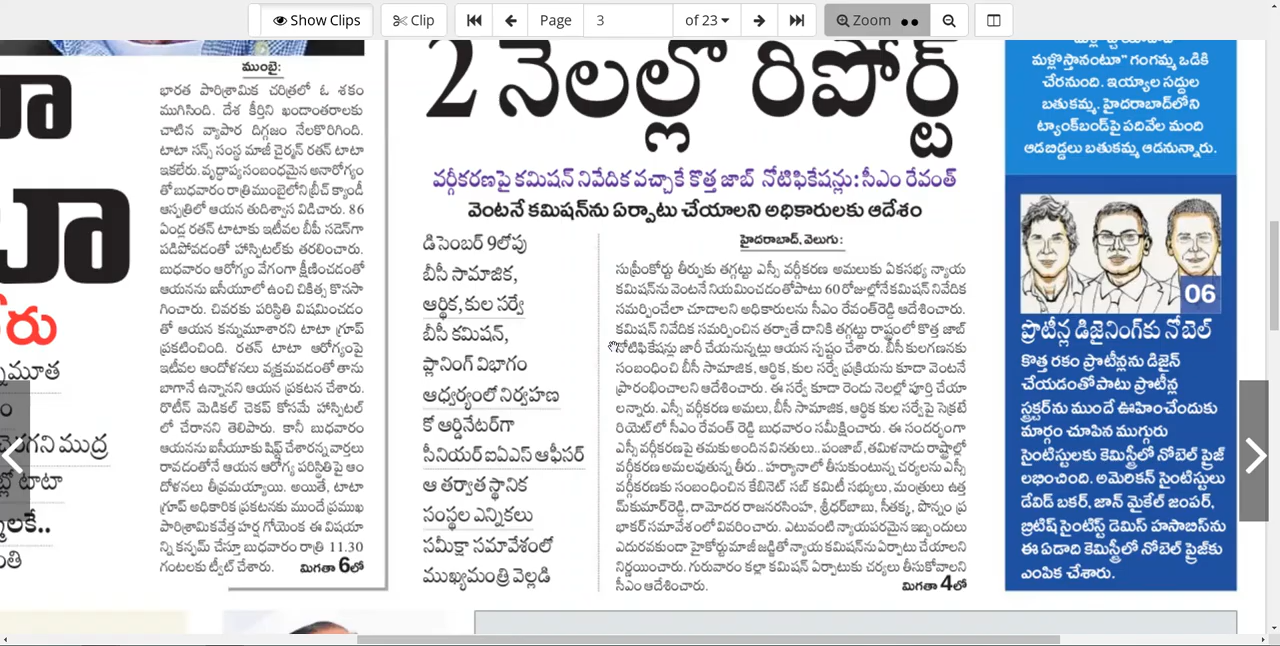 Show Clips
Clip
Page
3
of 23
Zoom
ముంబై:
భారత పారిశ్రామిక చరిత్రలో ఓ శకం
ముగిసింది. దేశ కీర్తిని ఖండాంతరాలకు
చాటిన వ్యాపార దిగ్గజం నేలకొరిగింది.
టాటా సన్స్ సంస్థ మాజీ చైర్మన్ రతన్ టాటా
ఇకలేరు. వృద్ధాప్య సంబంధమైన అనారోగ్యం
తో బుధవారం రాత్రి ముంబైలోని బ్రీచ్ క్యాండీ
ఆస్పత్రిలో ఆయన తుదిశ్వాస విడిచారు. 86
ఏండ్ల రతన్ టాటాకు ఇటీవల బీపీ సడెన్‌గా
పడిపోవడంతో హాస్పిటల్‌కు తరలించారు.
బుధవారం ఆరోగ్యం వేగంగా క్షీణించడంతో
ఆయనను ఐసీయూలో ఉంచి చికిత్స కొనసా
గించారు. చివరకు పరిస్థితి విషమించడం
తో ఆయన కన్నుమూశారని టాటా గ్రూప్
ప్రకటించింది. రతన్ టాటా ఆరోగ్యంపై
ఇటీవల ఆందోళనలు వ్యక్తమవడంతో తాను
బాగానే ఉన్నానని ఆయన ప్రకటన చేశారు.
రొటీన్ మెడికల్ చెకప్ కోసమే హాస్పిటల్
లో చేరానని తెలిపారు. కానీ బుధవారం
ఆయనను ఐసీయూకు షిఫ్ట్ చేశారన్న వార్తలు
రావడంతోనే ఆయన ఆరోగ్య పరిస్థితిపై ఆం
దోళనలు తీవ్రమయ్యాయి. అయితే, టాటా
గ్రూప్ అధికారిక ప్రకటనకు ముందే ప్రముఖ
పారిశ్రామికవేత్త హర్ష గోయెంక ఈ విషయా
న్ని కన్ఫమ్ చేస్తూ బుధవారం రాత్రి 11.30
గంటలకు ట్వీట్ చేశారు. మిగతా 6లో
2 నెలల్లో రిపోర్ట్
వర్గీకరణపై కమిషన్ నివేదిక వచ్చాకే కొత్త జాబ్ నోటిఫికేషన్లు: సీఎం రేవంత్
వెంటనే కమిషన్‌ను ఏర్పాటు చేయాలని అధికారులకు ఆదేశం
డిసెంబర్ 9లోపు
బీసీ సామాజిక,
ఆర్థిక, కుల సర్వే
బీసీ కమిషన్,
ప్లానింగ్ విభాగం
ఆధ్వర్యంలో నిర్వహణ
కో ఆర్డినేటర్‌గా
సీనియర్ ఐఏఎస్ ఆఫీసర్
ఆ తర్వాత స్థానిక
సంస్థల ఎన్నికలు
సమీక్షా సమావేశంలో
ముఖ్యమంత్రి వెల్లడి
హైదరాబాద్, వెలుగు:
సుప్రీంకోర్టు తీర్పుకు తగ్గట్టు ఎస్సీ వర్గీకరణ అమలుకు ఏకసభ్య న్యాయ
కమిషన్‌ను వెంటనే నియమించడంతోపాటు 60 రోజుల్లోనే కమిషన్ నివేదిక
సమర్పించేలా చూడాలని అధికారులను సీఎం రేవంత్‌రెడ్డి ఆదేశించారు.
కమిషన్ నివేదిక సమర్పించిన తర్వాతే దానికి తగ్గట్టు రాష్ట్రంలో కొత్త జాబ్
నోటిఫికేషన్లు జారీ చేయనున్నట్లు ఆయన స్పష్టం చేశారు. బీసీ కులగణనకు
సంబంధించి బీసీ సామాజిక, ఆర్థిక, కుల సర్వే ప్రక్రియను కూడా వెంటనే
ప్రారంభించాలని ఆదేశించారు. ఈ సర్వే కూడా రెండు నెలల్లో పూర్తి చేయా
లన్నారు. ఎస్సీ వర్గీకరణ అమలు, బీసీ సామాజిక, ఆర్థిక కుల సర్వేపై సెక్రటే
రియెట్‌లో సీఎం రేవంత్ రెడ్డి బుధవారం సమీక్షించారు. ఈ సందర్భంగా
ఎస్సీ వర్గీకరణపై తమకు అందిన వినతులు.. పంజాబ్, తమిళనాడు రాష్ట్రాల్లో
వర్గీకరణ అమలవుతున్న తీరు.. హర్యానాలో తీసుకుంటున్న చర్యలను ఎస్సీ
వర్గీకరణకు సంబంధించిన కేబినెట్ సబ్ కమిటీ సభ్యులు, మంత్రులు ఉత్త
మ్‌కుమార్‌రెడ్డి, దామోదర రాజనరసింహ, శ్రీధర్‌బాబు, సీతక్క, పొన్నం ప్ర
భాకర్ సమావేశంలో వివరించారు. ఎటువంటి న్యాయపరమైన ఇబ్బందులు
ఎదురవకుండా హైకోర్టు మాజీ జడ్జితో న్యాయ కమిషన్‌ను ఏర్పాటు చేయాలని
నిర్ణయించారు. గురువారం కల్లా కమిషన్ ఏర్పాటుకు చర్యలు తీసుకోవాలని
సీఎం ఆదేశించారు. మిగతా 4లో
మళ్లొస్తానంటూ" గంగమ్మ ఒడికి
చేరనుంది. ఇయ్యాల సద్దుల
బతుకమ్మ. హైదరాబాద్‌లోని
ట్యాంక్‌బండ్‌పై పదివేల మంది
ఆడబిడ్డలు బతుకమ్మ ఆడనున్నారు.
06
ప్రొటీన్ల డిజైనింగ్‌కు నోబెల్
కొత్త రకం ప్రొటీన్లను డిజైన్
చేయడంతోపాటు ప్రొటీన్ల
స్ట్రక్చర్‌ను ముందే ఊహించేందుకు
మార్గం చూపిన ముగ్గురు
సైంటిస్టులకు కెమిస్ట్రీలో నోబెల్ ప్రైజ్
లభించింది. అమెరికన్ సైంటిస్టులు
డేవిడ్ బకర్, జాన్ మైకేల్ జంపర్,
బ్రిటిష్ సైంటిస్ట్ డెమిస్ హసాబిస్‌ను
ఈ ఏడాది కెమిస్ట్రీలో నోబెల్ ప్రైజ్‌కు
ఎంపిక చేశారు.